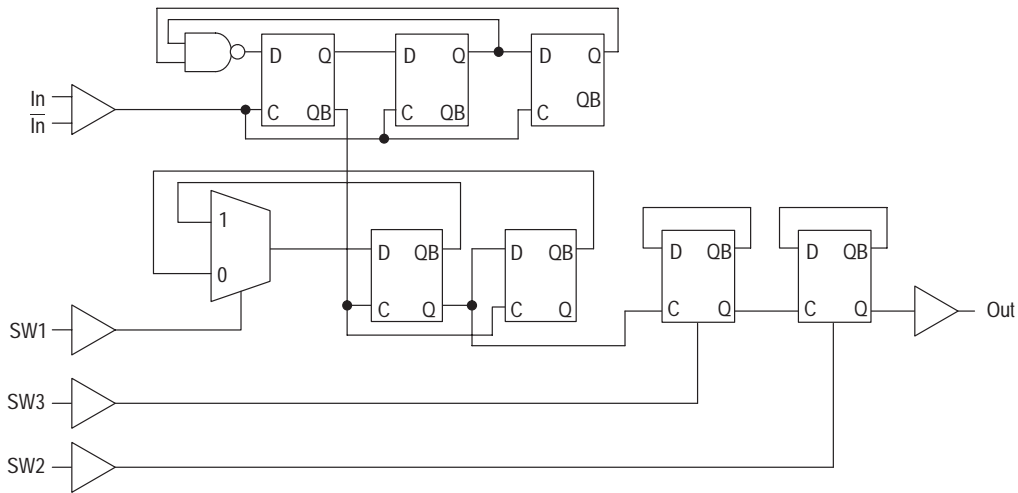 D Q D Q D Q
In
In
C QB C QB C QB
1
0
D QB D QB D QB D QB
C Q C Q C Q C Q
Out
SW1
SW3
SW2